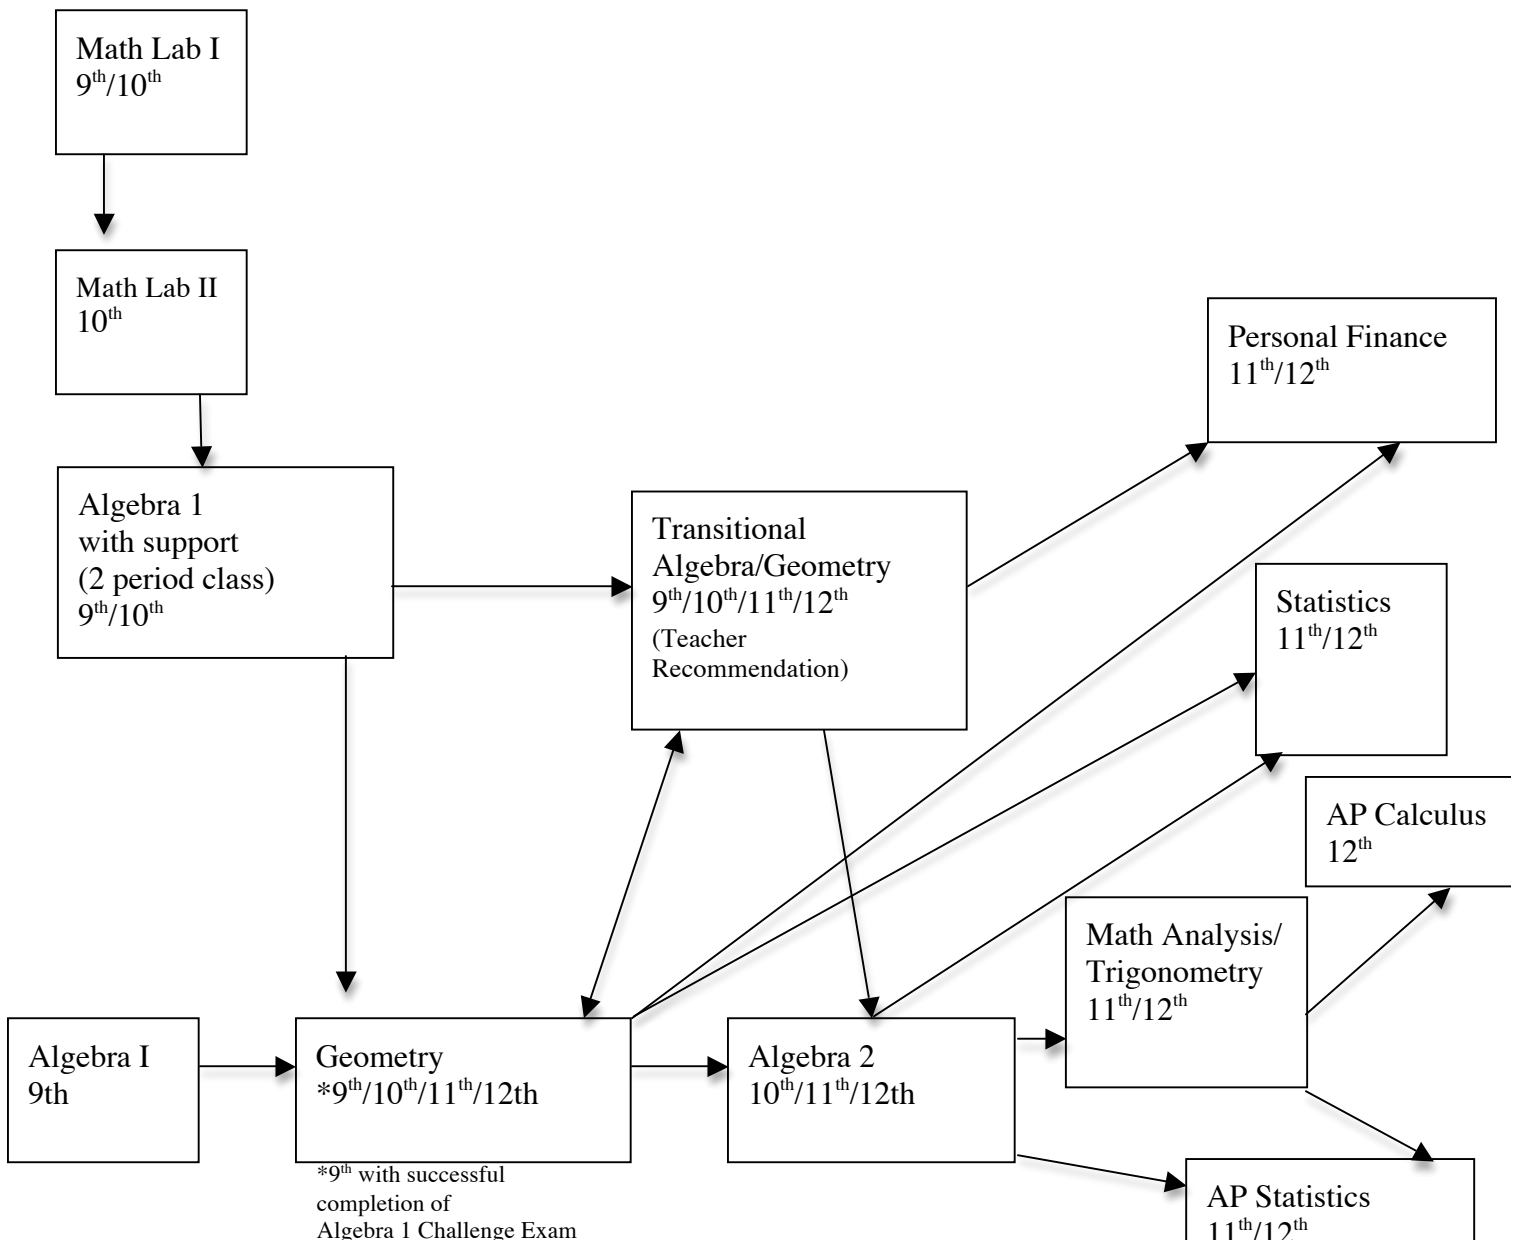 Math Lab I
9th/10th
Math Lab II
10th
Personal Finance
11th/12th
Algebra 1
with support
(2 period class)
9th/10th
Transitional
Algebra/Geometry
9th/10th/11th/12th
(Teacher
Recommendation)
Statistics
11th/12th
AP Calculus
12th
Math Analysis/
Trigonometry
11th/12th
Algebra I
9th
Geometry
*9th/10th/11th/12th
*9th with successful
completion of
Algebra 1 Challenge Exam
Algebra 2
10th/11th/12th
AP Statistics
11th/12th